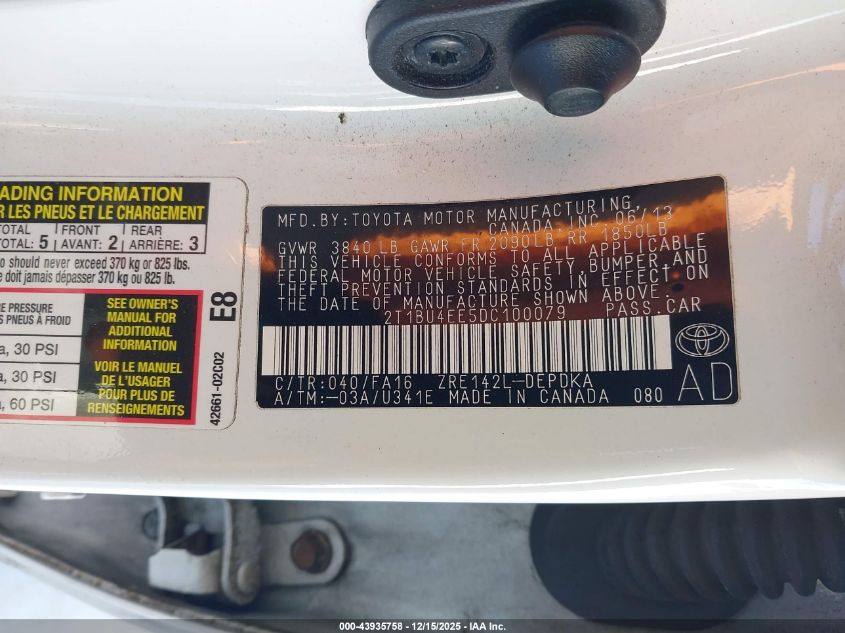 ADING INFORMATION
R LES PNEUS ET LE CHARGEMENT
TOTAL FRONT REAR
TOTAL: 5 AVANT: 2 ARRIÈRE: 3
o should never exceed 370 kg or 825 lbs.
e doit jamais dépasser 370 kg ou 825 lb.
RE PRESSURE
PNEUS À FROID
a, 30 PSI
a, 30 PSI
a, 60 PSI
SEE OWNER'S
MANUAL FOR
ADDITIONAL
INFORMATION
VOIR LE MANUEL
DE L'USAGER
POUR PLUS DE
RENSEIGNEMENTS
E8
42661-02C02
MFD.BY:TOYOTA MOTOR MANUFACTURING,
CANADA,INC. 06/13
GVWR 3840 LB GAWR FR 2090LB RR 1850LB
THIS VEHICLE CONFORMS TO ALL APPLICABLE
FEDERAL MOTOR VEHICLE SAFETY,BUMPER,AND
THEFT PREVENTION STANDARDS IN EFFECT ON
THE DATE OF MANUFACTURE SHOWN ABOVE.
2T1BU4EE5DC100079 PASS.CAR
C/TR:040/FA16 ZRE142L-DEPDKA
A/TM:-03A/U341E MADE IN CANADA 080
AD
000-43935758 - 12/15/2025 - IAA Inc.